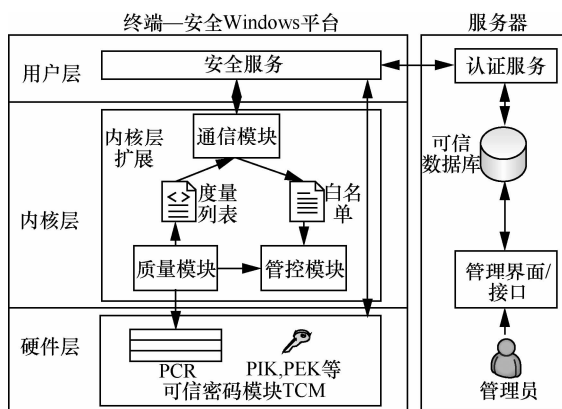 终端—安全Windows平台
服务器
用户层
安全服务
认证服务
内核层
扩展
通信模块
可信
数据库
度量
列表
白名
单
内核层
质量模块
管控模块
管理界面/
接口
硬件层
PCR
PIK,PEK等
可信密码模块TCM
管理员